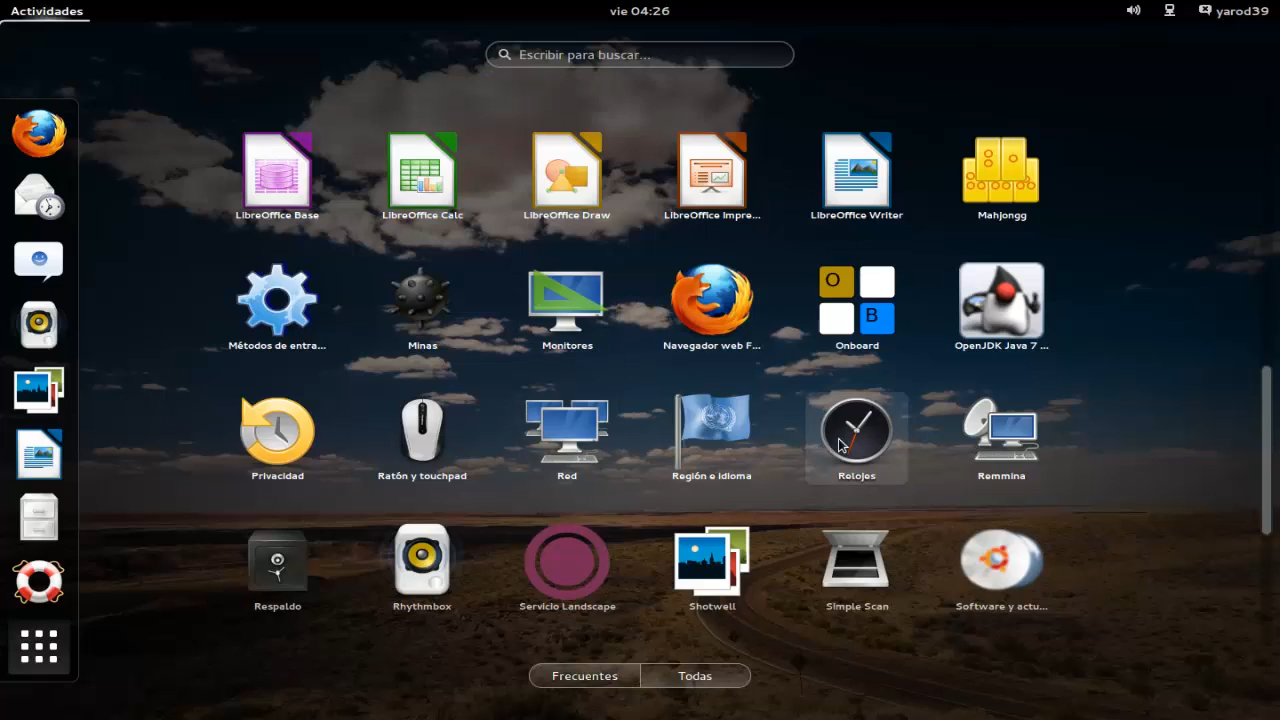 Actividades
vie 04:26
yarod39
Escribir para buscar...
LibreOffice Base
LibreOffice Calc
LibreOffice Draw
LibreOffice Impre...
LibreOffice Writer
Mahjongg
O
B
Métodos de entra...
Minas
Monitores
Navegador web F...
Onboard
OpenJDK Java 7 ...
Privacidad
Ratón y touchpad
Red
Región e idioma
Relojes
Remmina
Respaldo
Rhythmbox
Servicio Landscape
Shotwell
Simple Scan
Software y actu...
Frecuentes
Todas